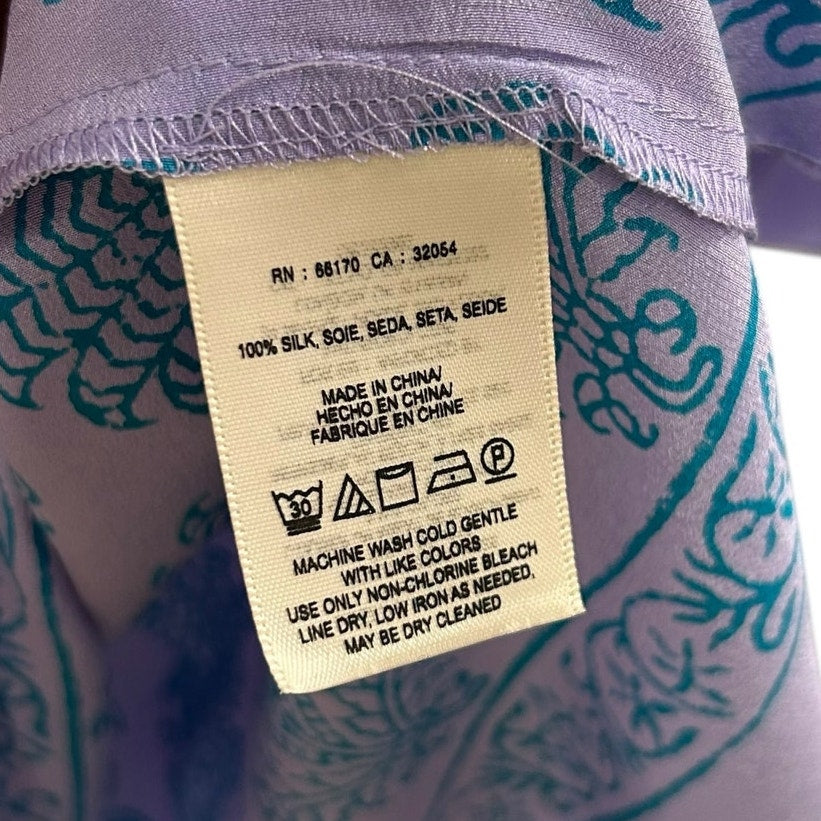 RN : 66170 CA : 32054
100% SILK, SOIE, SEDA, SETA, SEIDE
MADE IN CHINA/
HECHO EN CHINA/
FABRIQUE EN CHINE
30 P
MACHINE WASH COLD GENTLE
WITH LIKE COLORS
USE ONLY NON-CHLORINE BLEACH
LINE DRY, LOW IRON AS NEEDED,
MAY BE DRY CLEANED